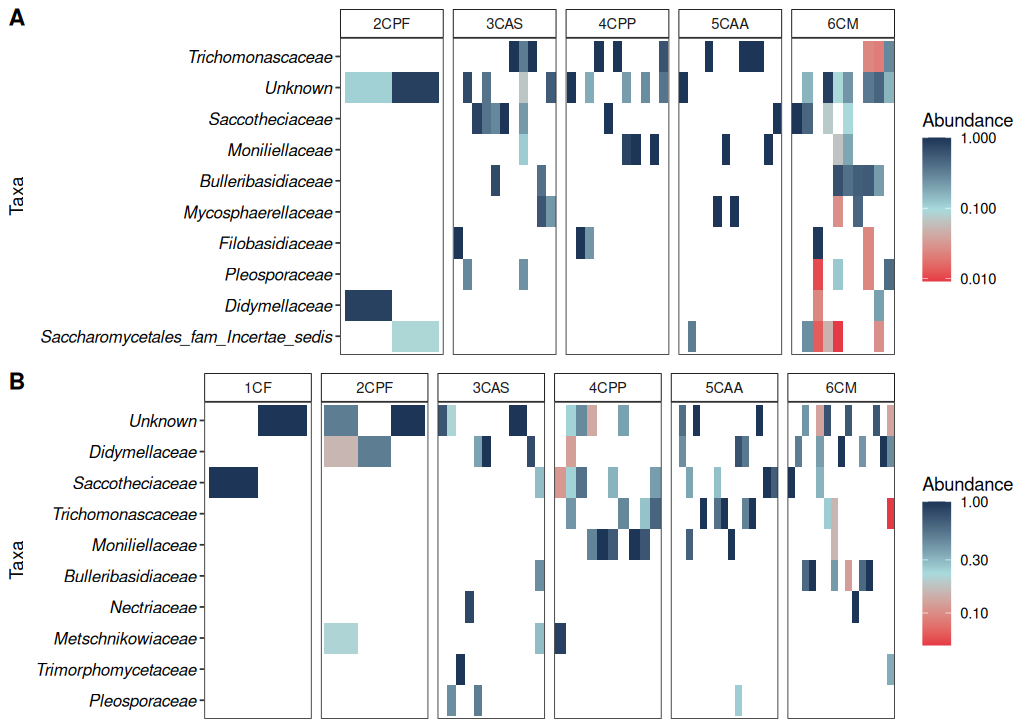 A
2CPF 3CAS 4CPP 5CAA 6CM
Taxa
Trichomonascaceae
Unknown
Saccotheciaceae
Moniliellaceae
Bulleribasidiaceae
Mycosphaerellaceae
Filobasidiaceae
Pleosporaceae
Didymellaceae
Saccharomycetales_fam_Incertae_sedis
Abundance
1.000
0.100
0.010
B
1CF 2CPF 3CAS 4CPP 5CAA 6CM
Taxa
Unknown
Didymellaceae
Saccotheciaceae
Trichomonascaceae
Moniliellaceae
Bulleribasidiaceae
Nectriaceae
Metschnikowiaceae
Trimorphomycetaceae
Pleosporaceae
Abundance
1.00
0.30
0.10